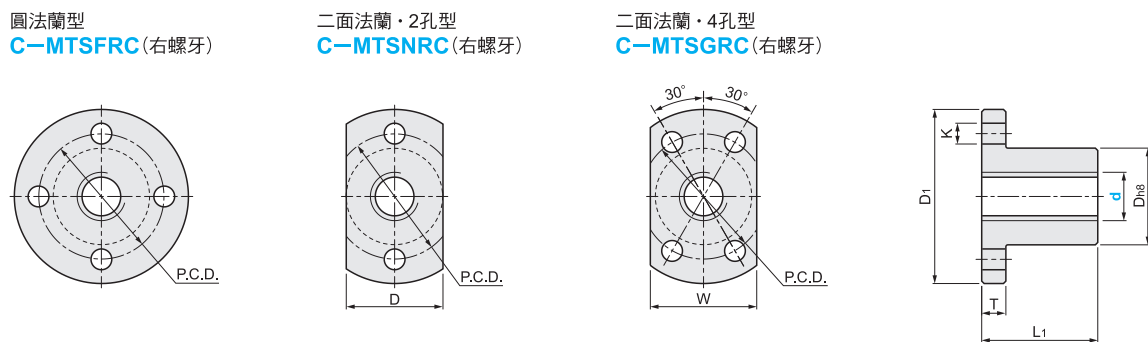 圓法蘭型
C－MTSFRC(右螺牙)
二面法蘭・2孔型
C－MTSNRC(右螺牙)
二面法蘭・4孔型
C－MTSGRC(右螺牙)
P.C.D.
P.C.D.
D
30°
30°
P.C.D.
W
K
D1
d
Dh8
T
L1